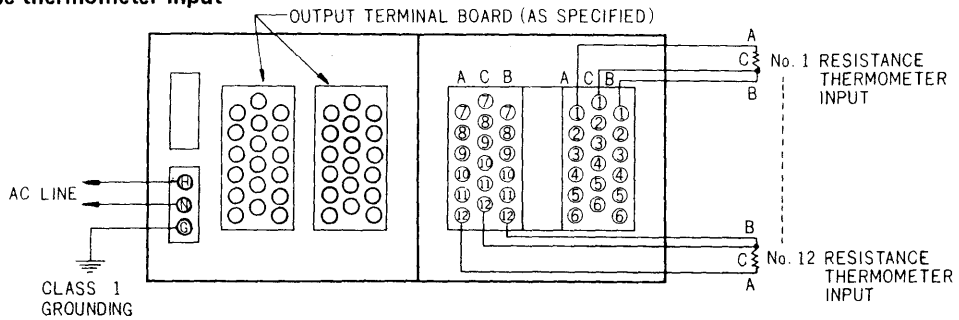 thermometer input
OUTPUT TERMINAL BOARD (AS SPECIFIED)
A
C
B
No. 1 RESISTANCE
THERMOMETER
INPUT
A C B A C B
7 7 7
8 8 8
9 9 9
10 10 10
11 11 11
12 12 12
1 1 1
2 2 2
3 3 3
4 4 4
5 5 5
6 6 6
AC LINE
H
N
G
CLASS 1
GROUNDING
B
C
A
No. 12 RESISTANCE
THERMOMETER
INPUT